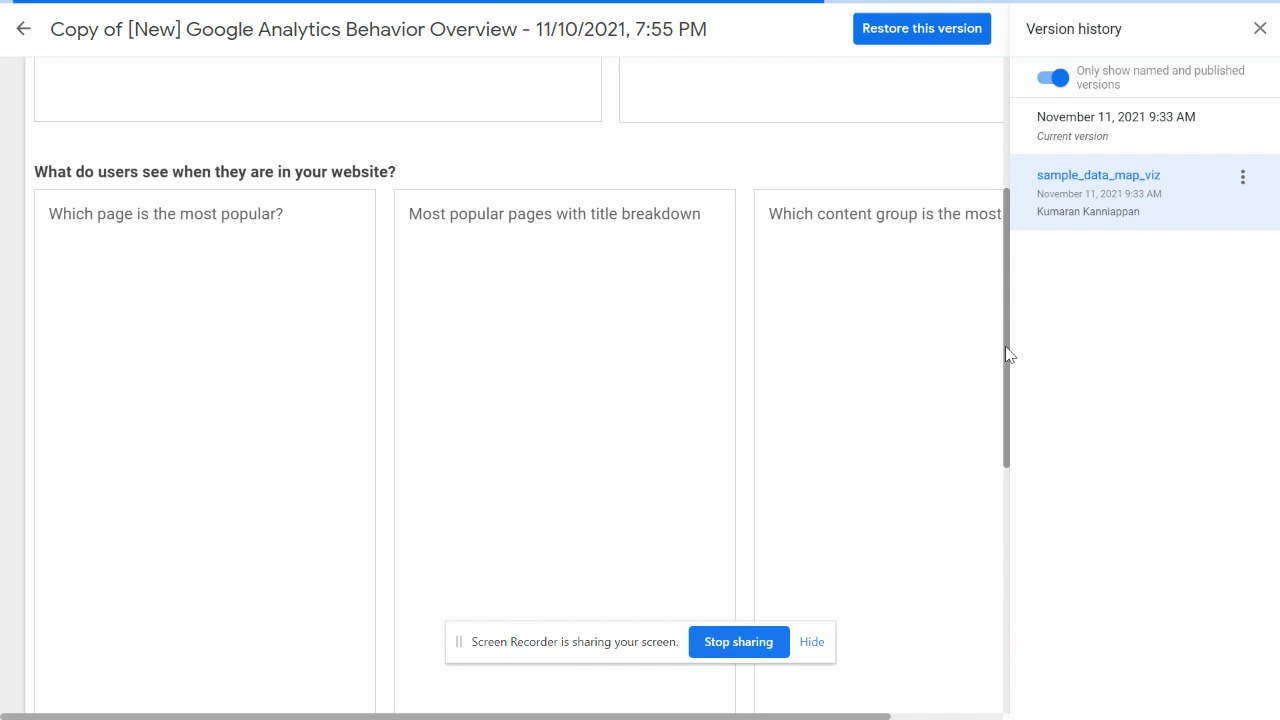 Copy of [New] Google Analytics Behavior Overview - 11/10/2021, 7:55 PM
Restore this version
Version history
Only show named and published
versions
November 11, 2021 9:33 AM
Current version
sample_data_map_viz
November 11, 2021 9:33 AM
Kumaran Kanniappan
What do users see when they are in your website?
Which page is the most popular?
Most popular pages with title breakdown
Which content group is the most
Screen Recorder is sharing your screen.
Stop sharing
Hide